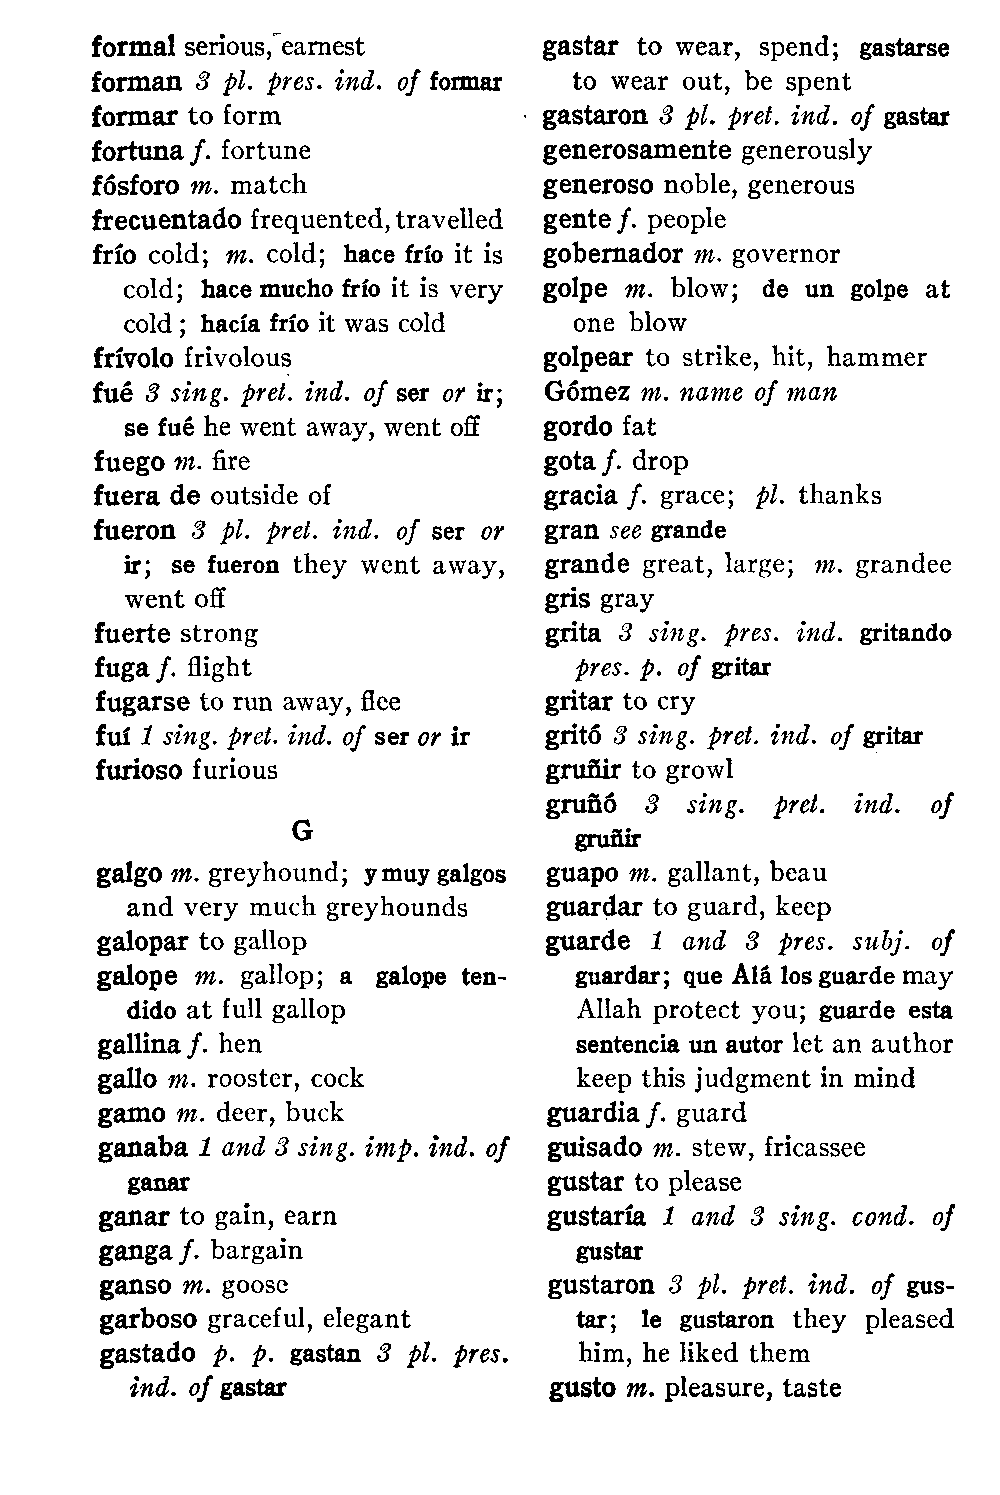 formal serious, earnest
forman 3 pl. pres. ind. of formar
formar to form
fortuna f. fortune
fósforo m. match
frecuentado frequented, travelled
frío cold; m. cold; hace frío it is
cold; hace mucho frío it is very
cold; hacía frío it was cold
frívolo frivolous
fué 3 sing. pret. ind. of ser or ir;
se fué he went away, went off
fuego m. fire
fuera de outside of
fueron 3 pl. pret. ind. of ser or
ir; se fueron they went away,
went off
fuerte strong
fuga f. flight
fugarse to run away, flee
fuí 1 sing. pret. ind. of ser or ir
furioso furious
G
galgo m. greyhound; y muy galgos
and very much greyhounds
galopar to gallop
galope m. gallop; a galope ten-
dido at full gallop
gallina f. hen
gallo m. rooster, cock
gamo m. deer, buck
ganaba 1 and 3 sing. imp. ind. of
ganar
ganar to gain, earn
ganga f. bargain
ganso m. goose
garboso graceful, elegant
gastado p. p. gastan 3 pl. pres.
ind. of gastar
gastar to wear, spend; gastarse
to wear out, be spent
gastaron 3 pl. pret. ind. of gastar
generosamente generously
generoso noble, generous
gente f. people
gobernador m. governor
golpe m. blow; de un golpe at
one blow
golpear to strike, hit, hammer
Gómez m. name of man
gordo fat
gota f. drop
gracia f. grace; pl. thanks
gran see grande
grande great, large; m. grandee
gris gray
grita 3 sing. pres. ind. gritando
pres. p. of gritar
gritar to cry
gritó 3 sing. pret. ind. of gritar
gruñir to growl
gruñó 3 sing. pret. ind. of
gruñir
guapo m. gallant, beau
guardar to guard, keep
guarde 1 and 3 pres. subj. of
guardar; que Alá los guarde may
Allah protect you; guarde esta
sentencia un autor let an author
keep this judgment in mind
guardia f. guard
guisado m. stew, fricassee
gustar to please
gustaría 1 and 3 sing. cond. of
gustar
gustaron 3 pl. pret. ind. of gus-
tar; le gustaron they pleased
him, he liked them
gusto m. pleasure, taste